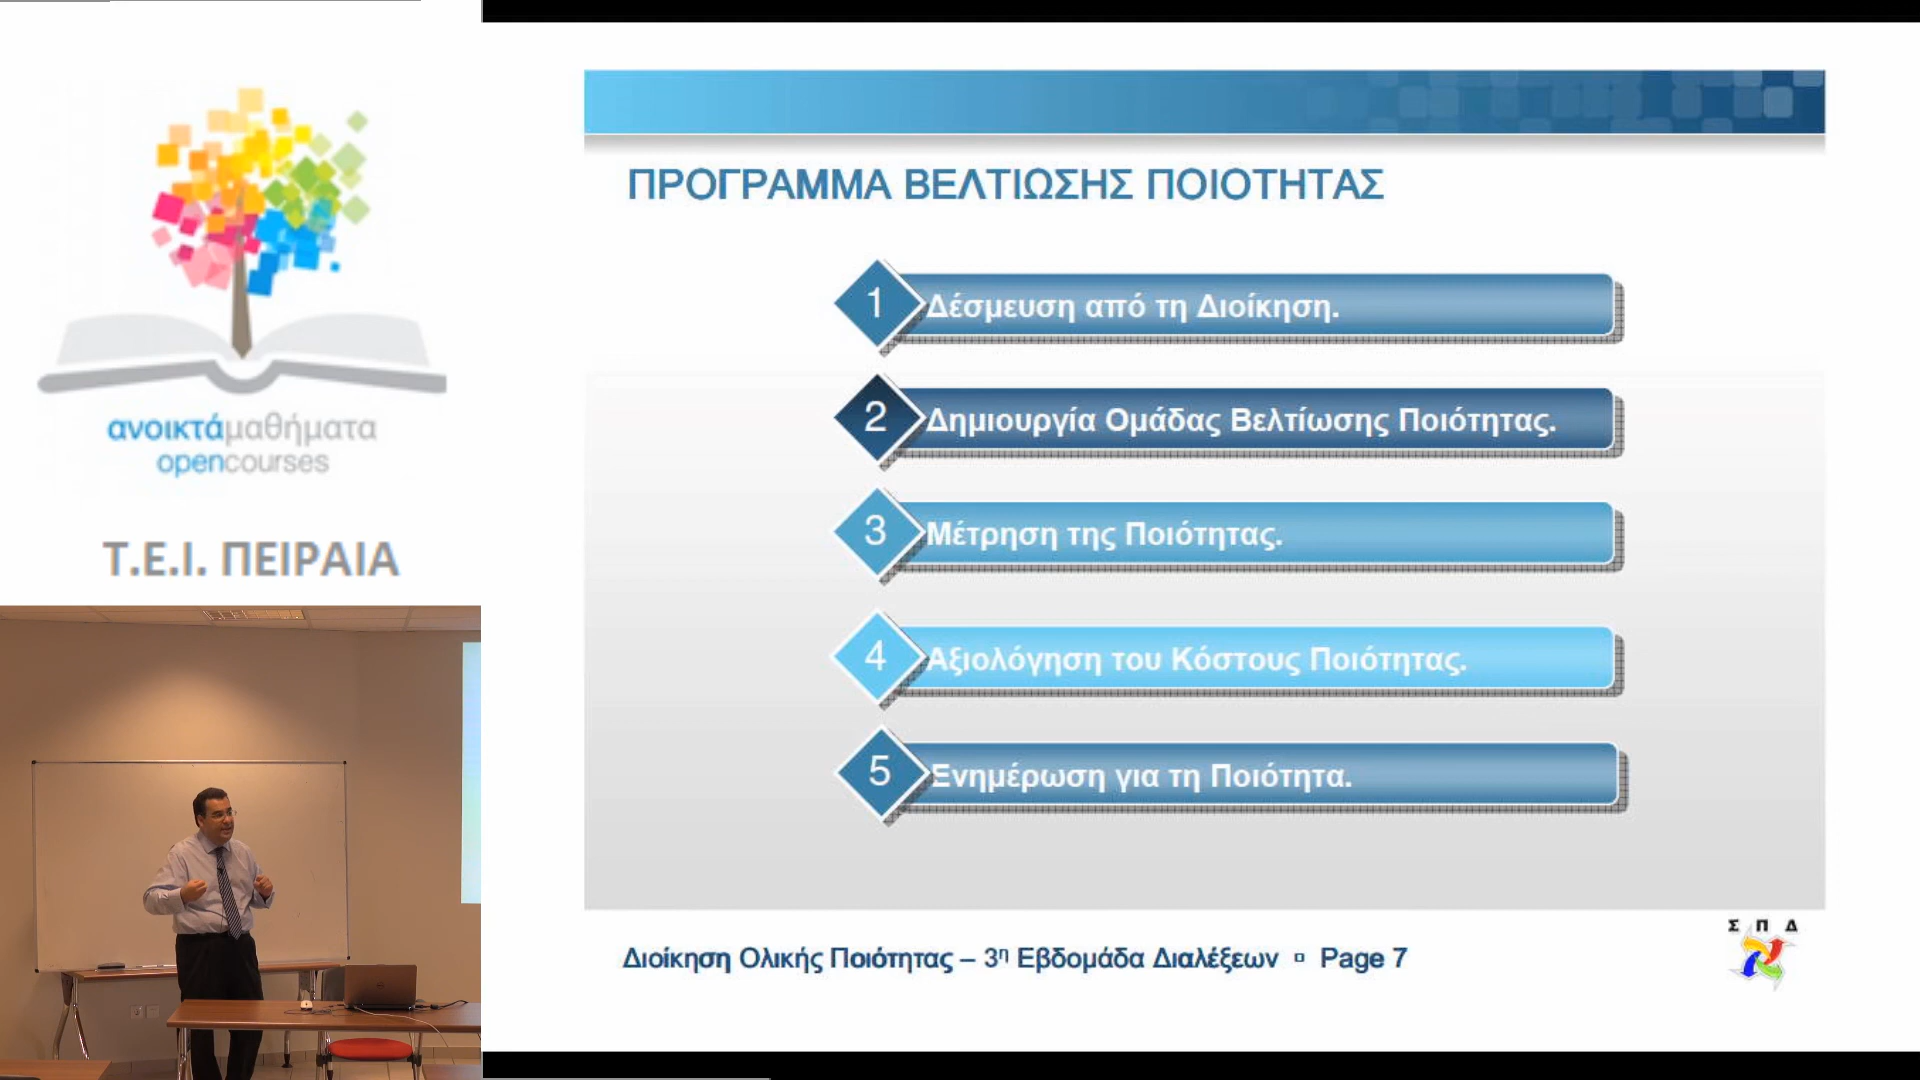 ανοικτάμαθήματα
opencourses
Τ.Ε.Ι. ΠΕΙΡΑΙΑ
ΠΡΟΓΡΑΜΜΑ ΒΕΛΤΙΩΣΗΣ ΠΟΙΟΤΗΤΑΣ
1 Δέσμευση από τη Διοίκηση.
2 Δημιουργία Ομάδας Βελτίωσης Ποιότητας.
3 Μέτρηση της Ποιότητας.
4 Αξιολόγηση του Κόστους Ποιότητας.
5 Ενημέρωση για τη Ποιότητα.
Σ Π Δ
Διοίκηση Ολικής Ποιότητας – 3η Εβδομάδα Διαλέξεων ▫ Page 7